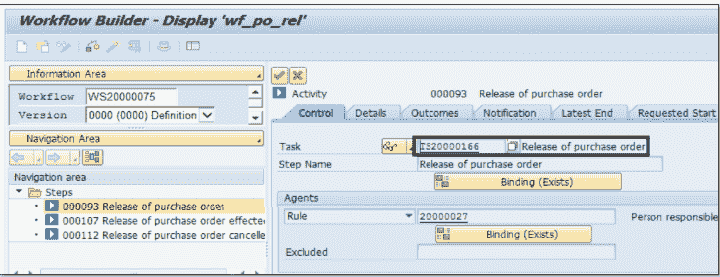 Workflow Builder - Display 'wf_po_rel'
Information Area
Workflow WS20000075
Version 0000 (0000) Definition
Navigation Area
Navigation area
Steps
000093 Release of purchase order
000107 Release of purchase order effecte
000112 Release of purchase order cancelle
Activity 000093 Release of purchase order
Control Details Outcomes Notification Latest End Requested Start
Task TS20000166 Release of purchase order
Step Name Release of purchase order
Binding (Exists)
Agents
Rule 20000027 Person responsible
Binding (Exists)
Excluded